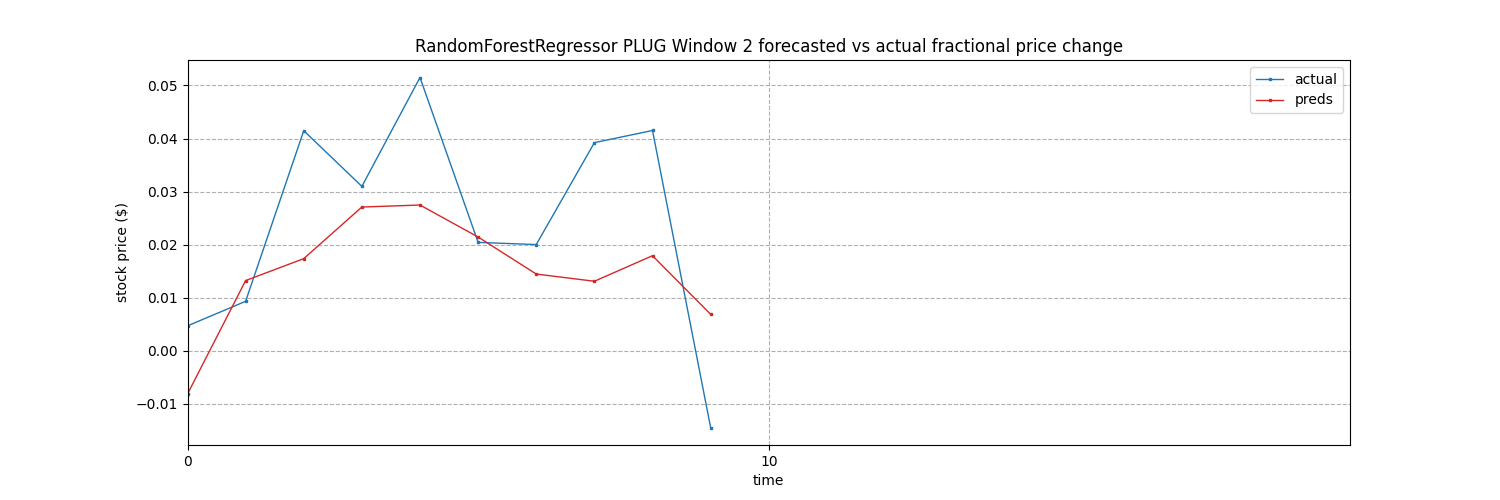 RandomForestRegressor PLUG Window 2 forecasted vs actual fractional price change
actual
preds
stock price ($)
0.05
0.04
0.03
0.02
0.01
0.00
−0.01
0
10
time